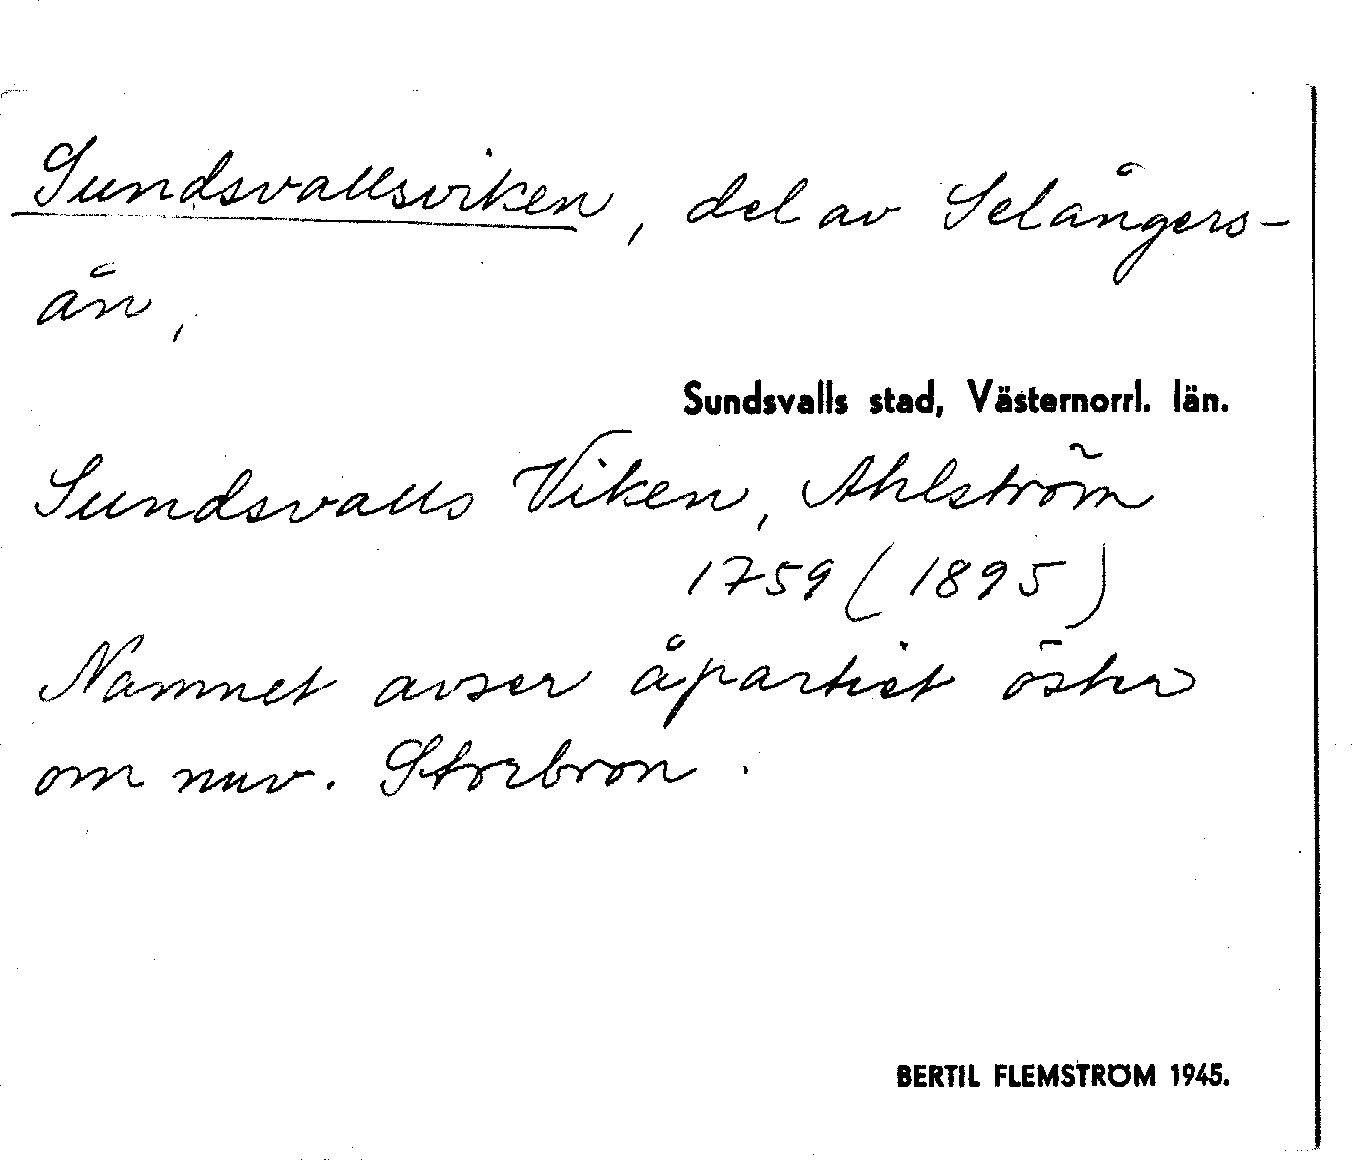 Sundsvallsviken, del av Selångers-
ån,
Sundsvalls stad, Västernorrl. län.
Sundsvalls Viken, Ahlström
1759 (1895)
Namnet avser åpartiet öster
om nuv. Storbron.
BERTIL FLEMSTRÖM 1945.